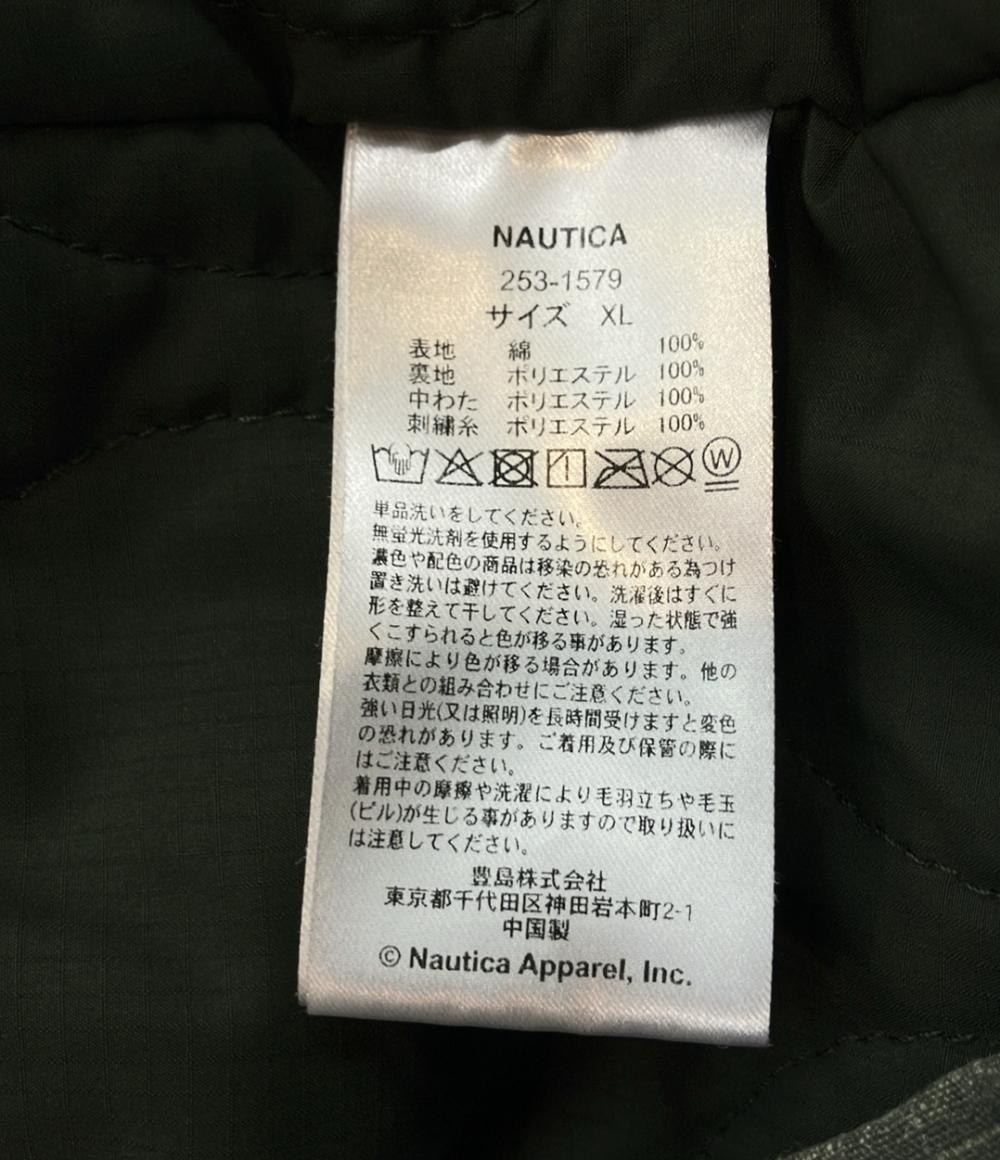 NAUTICA
253-1579
サイズ XL
表地 綿 100%
裏地 ポリエステル 100%
中わた ポリエステル 100%
刺繍糸 ポリエステル 100%
W
単品洗いをしてください。
無蛍光洗剤を使用するようにしてください。
濃色や配色の商品は移染の恐れがある為つけ
置き洗いは避けてください。洗濯後はすぐに
形を整えて干してください。湿った状態で強
くこすられると色が移る事があります。
摩擦により色が移る場合があります。他の
衣類との組み合わせにご注意ください。
強い日光(又は照明)を長時間受けますと変色
の恐れがあります。ご着用及び保管の際に
はご注意ください。
着用中の摩擦や洗濯により毛羽立ちや毛玉
(ピル)が生じる事がありますので取り扱いに
は注意してください。
豊島株式会社
東京都千代田区神田岩本町2-1
中国製
© Nautica Apparel, Inc.